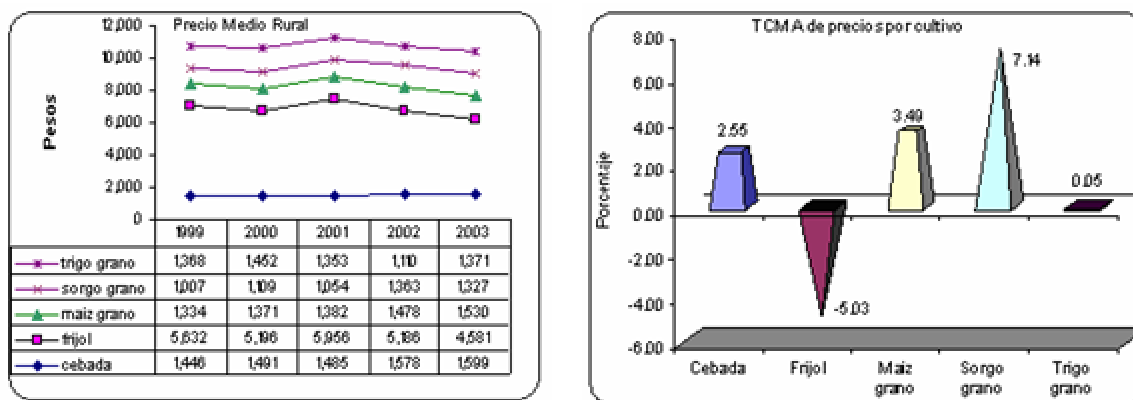 Precio Medio Rural
12,000
10,000
8,000
6,000
4,000
2,000
0
Pesos
1999 2000 2001 2002 2003
trigo grano 1,368 1,452 1,353 1,110 1,371
sorgo grano 1,007 1,109 1,054 1,363 1,327
maiz grano 1,334 1,371 1,382 1,478 1,530
frijol 5,632 5,196 5,956 5,186 4,581
cebada 1,446 1,491 1,485 1,578 1,599
TCMA de precios por cultivo
8.00
6.00
4.00
2.00
0.00
-2.00
-4.00
-6.00
Porcentaje
2.55
-5.03
3.49
7.14
0.05
Cebada Frijol Maiz grano Sorgo grano Trigo grano